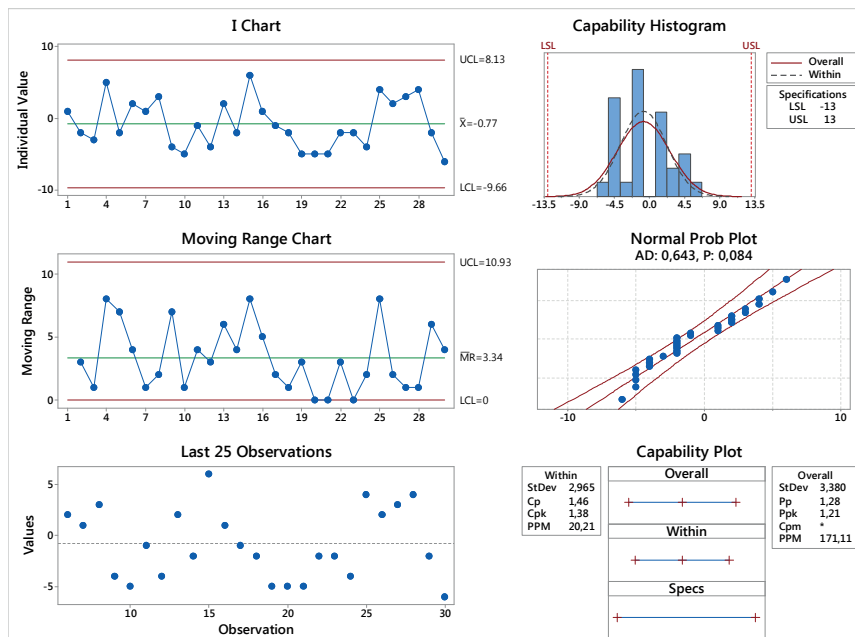 I Chart
Individual Value
10
0
-10
1 4 7 10 13 16 19 22 25 28
UCL=8.13
X̄=-0.77
LCL=-9.66
Capability Histogram
LSL USL
-13.5 -9.0 -4.5 0.0 4.5 9.0 13.5
Overall
Within
Specifications
LSL -13
USL 13
Moving Range Chart
Moving Range
10
5
0
1 4 7 10 13 16 19 22 25 28
UCL=10.93
M̅R̅=3.34
LCL=0
Normal Prob Plot
AD: 0,643, P: 0,084
-10 0 10
Last 25 Observations
Values
5
0
-5
10 15 20 25 30
Observation
Capability Plot
Within
StDev 2,965
Cp 1,46
Cpk 1,38
PPM 20,21
Overall
Within
Specs
Overall
StDev 3,380
Pp 1,28
Ppk 1,21
Cpm *
PPM 171,11